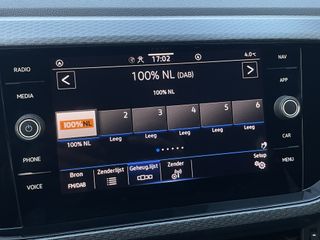 17:02 4.0°C
RADIO
MEDIA
PHONE
VOICE
100% NL (DAB)
100% NL
100%NL 2 3 4 5 6
100% NL Leeg Leeg Leeg Leeg Leeg
Bron Zenderlijst Geheug.lijst Zender Setup
FM/DAB
NAV
APP
CAR
MENU